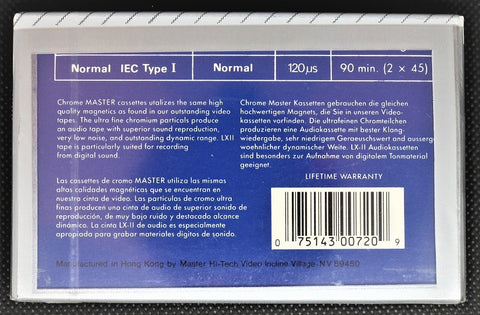 Normal IEC Type I Normal 120µs 90 min. (2 x 45)
Chrome MASTER cassettes utalizes the same high
quality magnetics as found in our outstanding video
tapes. The ultra fine chromium particals produce
an audio tape with superior sound reproduction,
very low noise, and outstanding dynamic range. LXII
tape is particularly suited for recording
from digital sound.
Chrome Master Kassetten gebrauchen die gleichen
hochwertigen Magnets, die Sie in unseren Video-
kassetten vorfinden. Die ultrafeinen Chromteilchen
produzieren eine Audiokassette mit bester Klang-
wiedergabe, sehr niedrigem Geraeuschswert und aussser-
woehnlicher dynamischer Weite. LX-II Audiokassetten
sind besonders zur Aufnahme von digitalem Tonmaterial
geeignet.
Las cassettes de cromo MASTER utiliza las mismas
altas calidades magnéticas que se encuentran en
nuestra cinta de video. Las particulas de cromo ultra
finas producen una cinta de audio de superior sonido de
reproducción, de muy bajo ruido y destacado alcance
dinámico. La cinta LX-II de audio es especialmente
apropiada para grabar materiales digitos de sonido.
LIFETIME WARRANTY
0 75143 00720 9
Manufactured in Hong Kong by Master Hi-Tech Video Incline Village-NV 89450